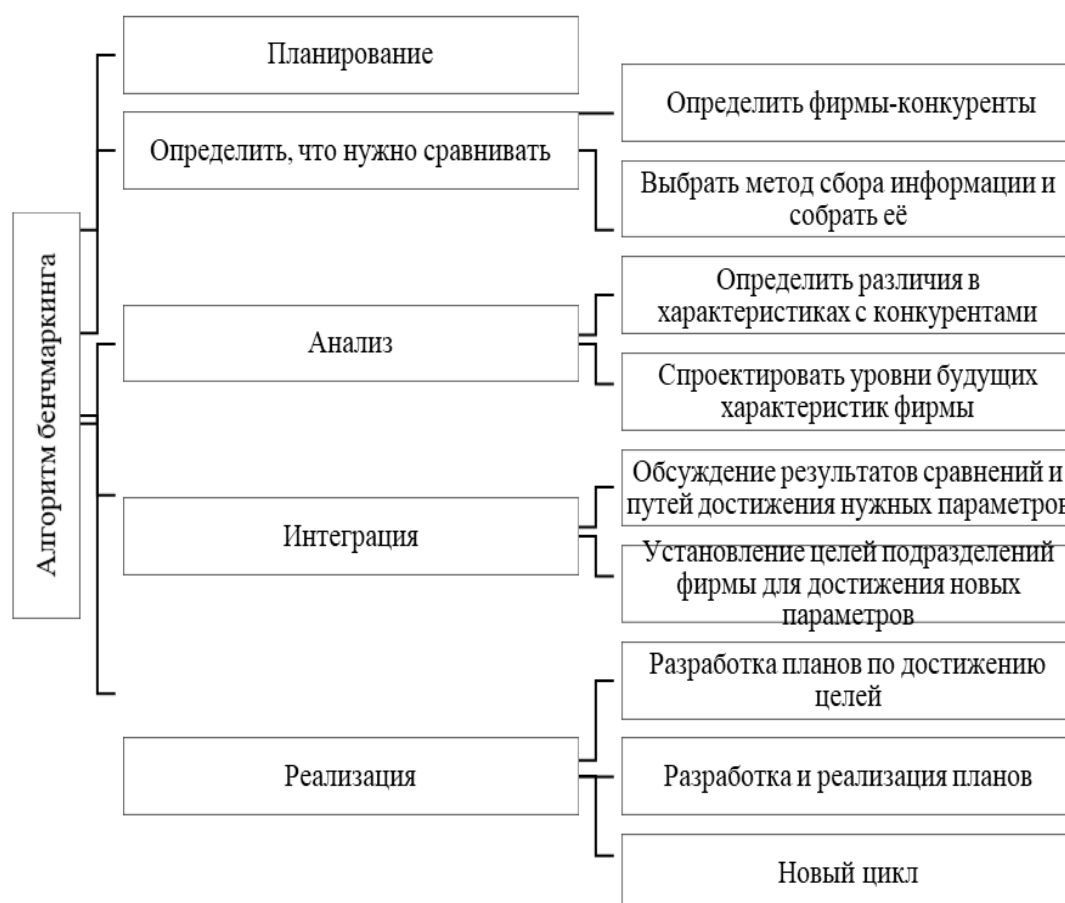 Алгоритм бенчмаркинга
Планирование
Определить, что нужно сравнивать
Определить фирмы-конкуренты
Выбрать метод сбора информации и
собрать её
Анализ
Определить различия в
характеристиках с конкурентами
Спроектировать уровни будущих
характеристик фирмы
Интеграция
Обсуждение результатов сравнений и
путей достижения нужных параметров
Установление целей подразделений
фирмы для достижения новых
параметров
Реализация
Разработка планов по достижению
целей
Разработка и реализация планов
Новый цикл